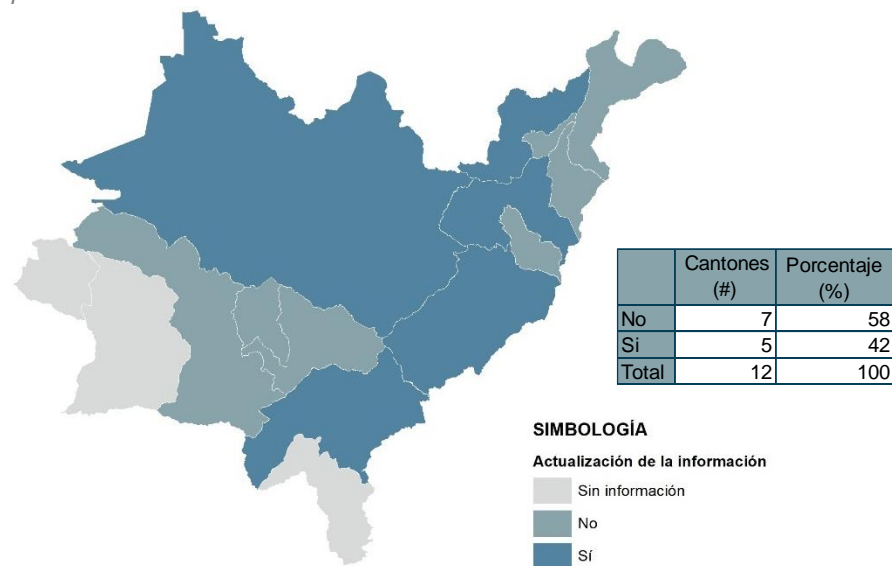 Cantones Porcentaje
(#) (%)
No 7 58
Si 5 42
Total 12 100
SIMBOLOGÍA
Actualización de la información
Sin información
No
Sí